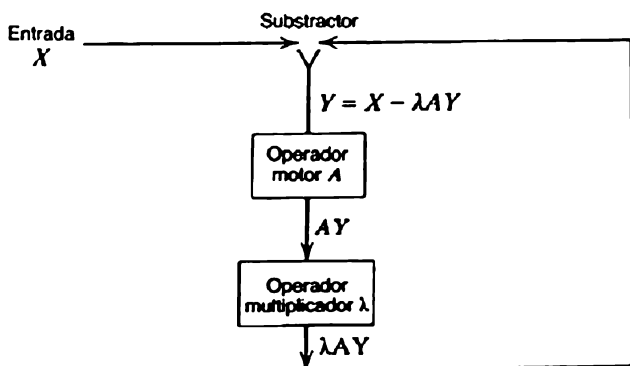 Substractor
Entrada
X
Y = X − λAY
Operador
motor A
AY
Operador
multiplicador λ
λAY